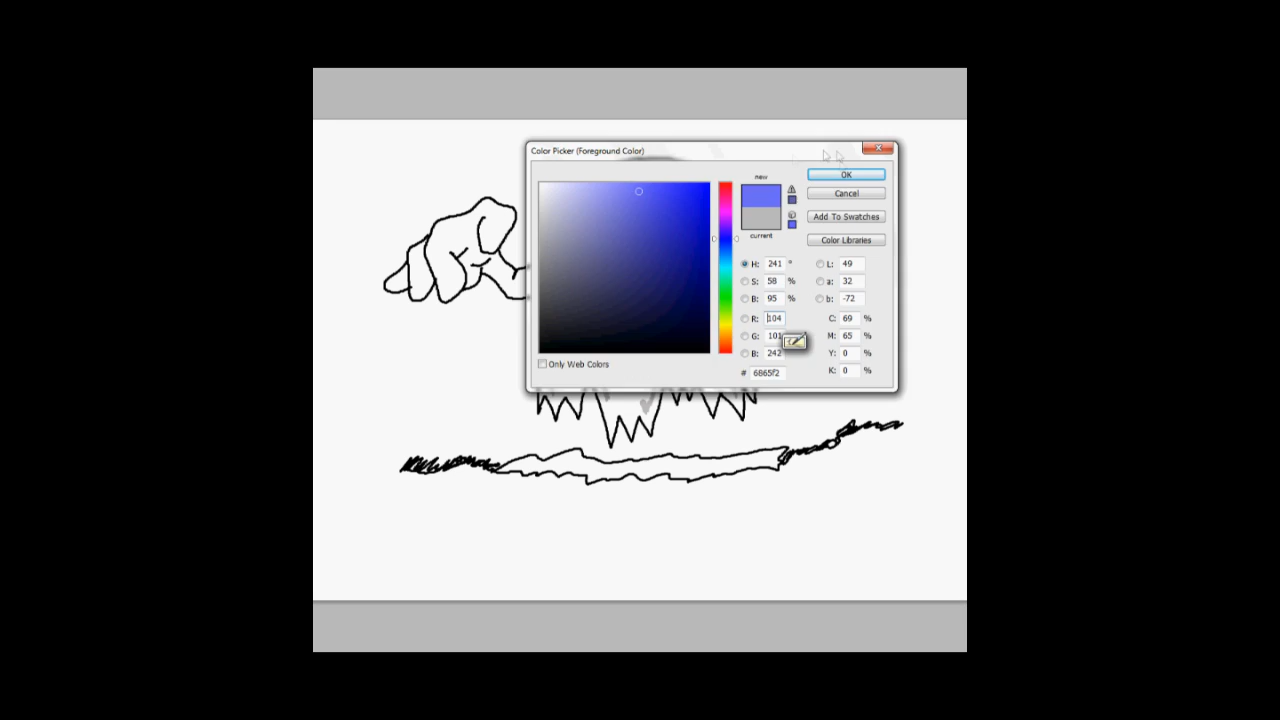 Color Picker (Foreground Color)
new
current
OK
Cancel
Add To Swatches
Color Libraries
H: 241 °
S: 58 %
B: 95 %
R: 104
G: 101
B: 242
# 6865f2
L: 49
a: 32
b: -72
C: 69 %
M: 65 %
Y: 0 %
K: 0 %
Only Web Colors